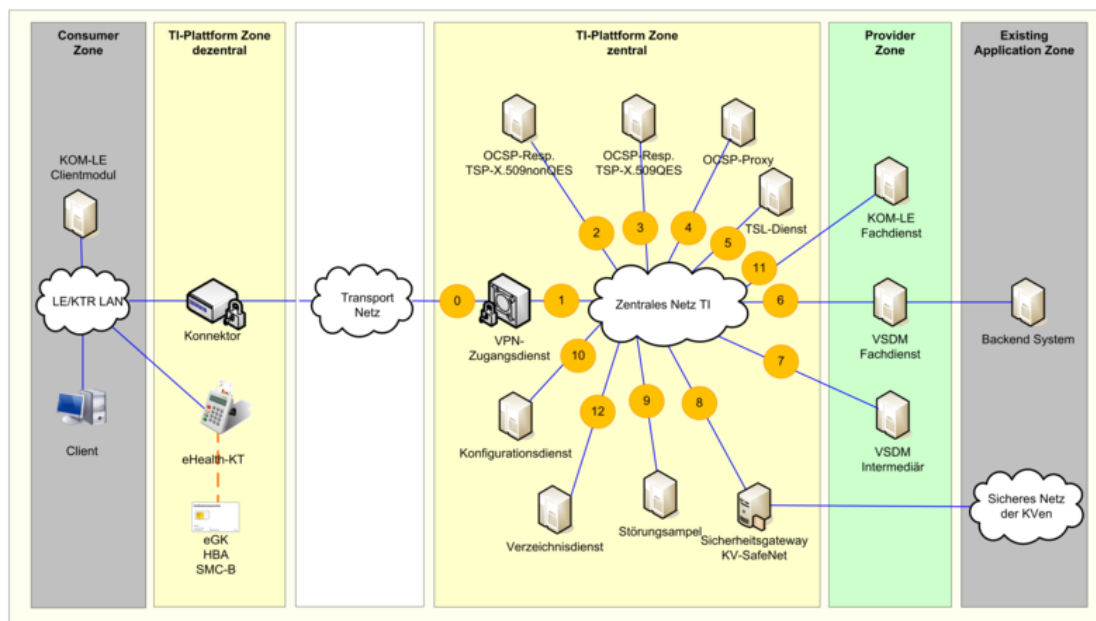 Consumer
Zone
TI-Plattform Zone
dezentral
TI-Plattform Zone
zentral
Provider
Zone
Existing
Application Zone
KOM-LE
Clientmodul
LE/KTR LAN
Client
Konnektor
eHealth-KT
eGK
HBA
SMC-B
Transport
Netz
0
VPN-
Zugangsdienst
1
OCSP-Resp.
TSP-X.509nonQES
OCSP-Resp.
TSP-X.509QES
OCSP-Proxy
TSL-Dienst
2
3
4
5
11
Zentrales Netz TI
6
7
10
12
9
8
Konfigurationsdienst
Verzeichnisdienst
Störungsampel
Sicherheitsgateway
KV-SafeNet
KOM-LE
Fachdienst
VSDM
Fachdienst
VSDM
Intermediär
Backend System
Sicheres Netz
der KVen